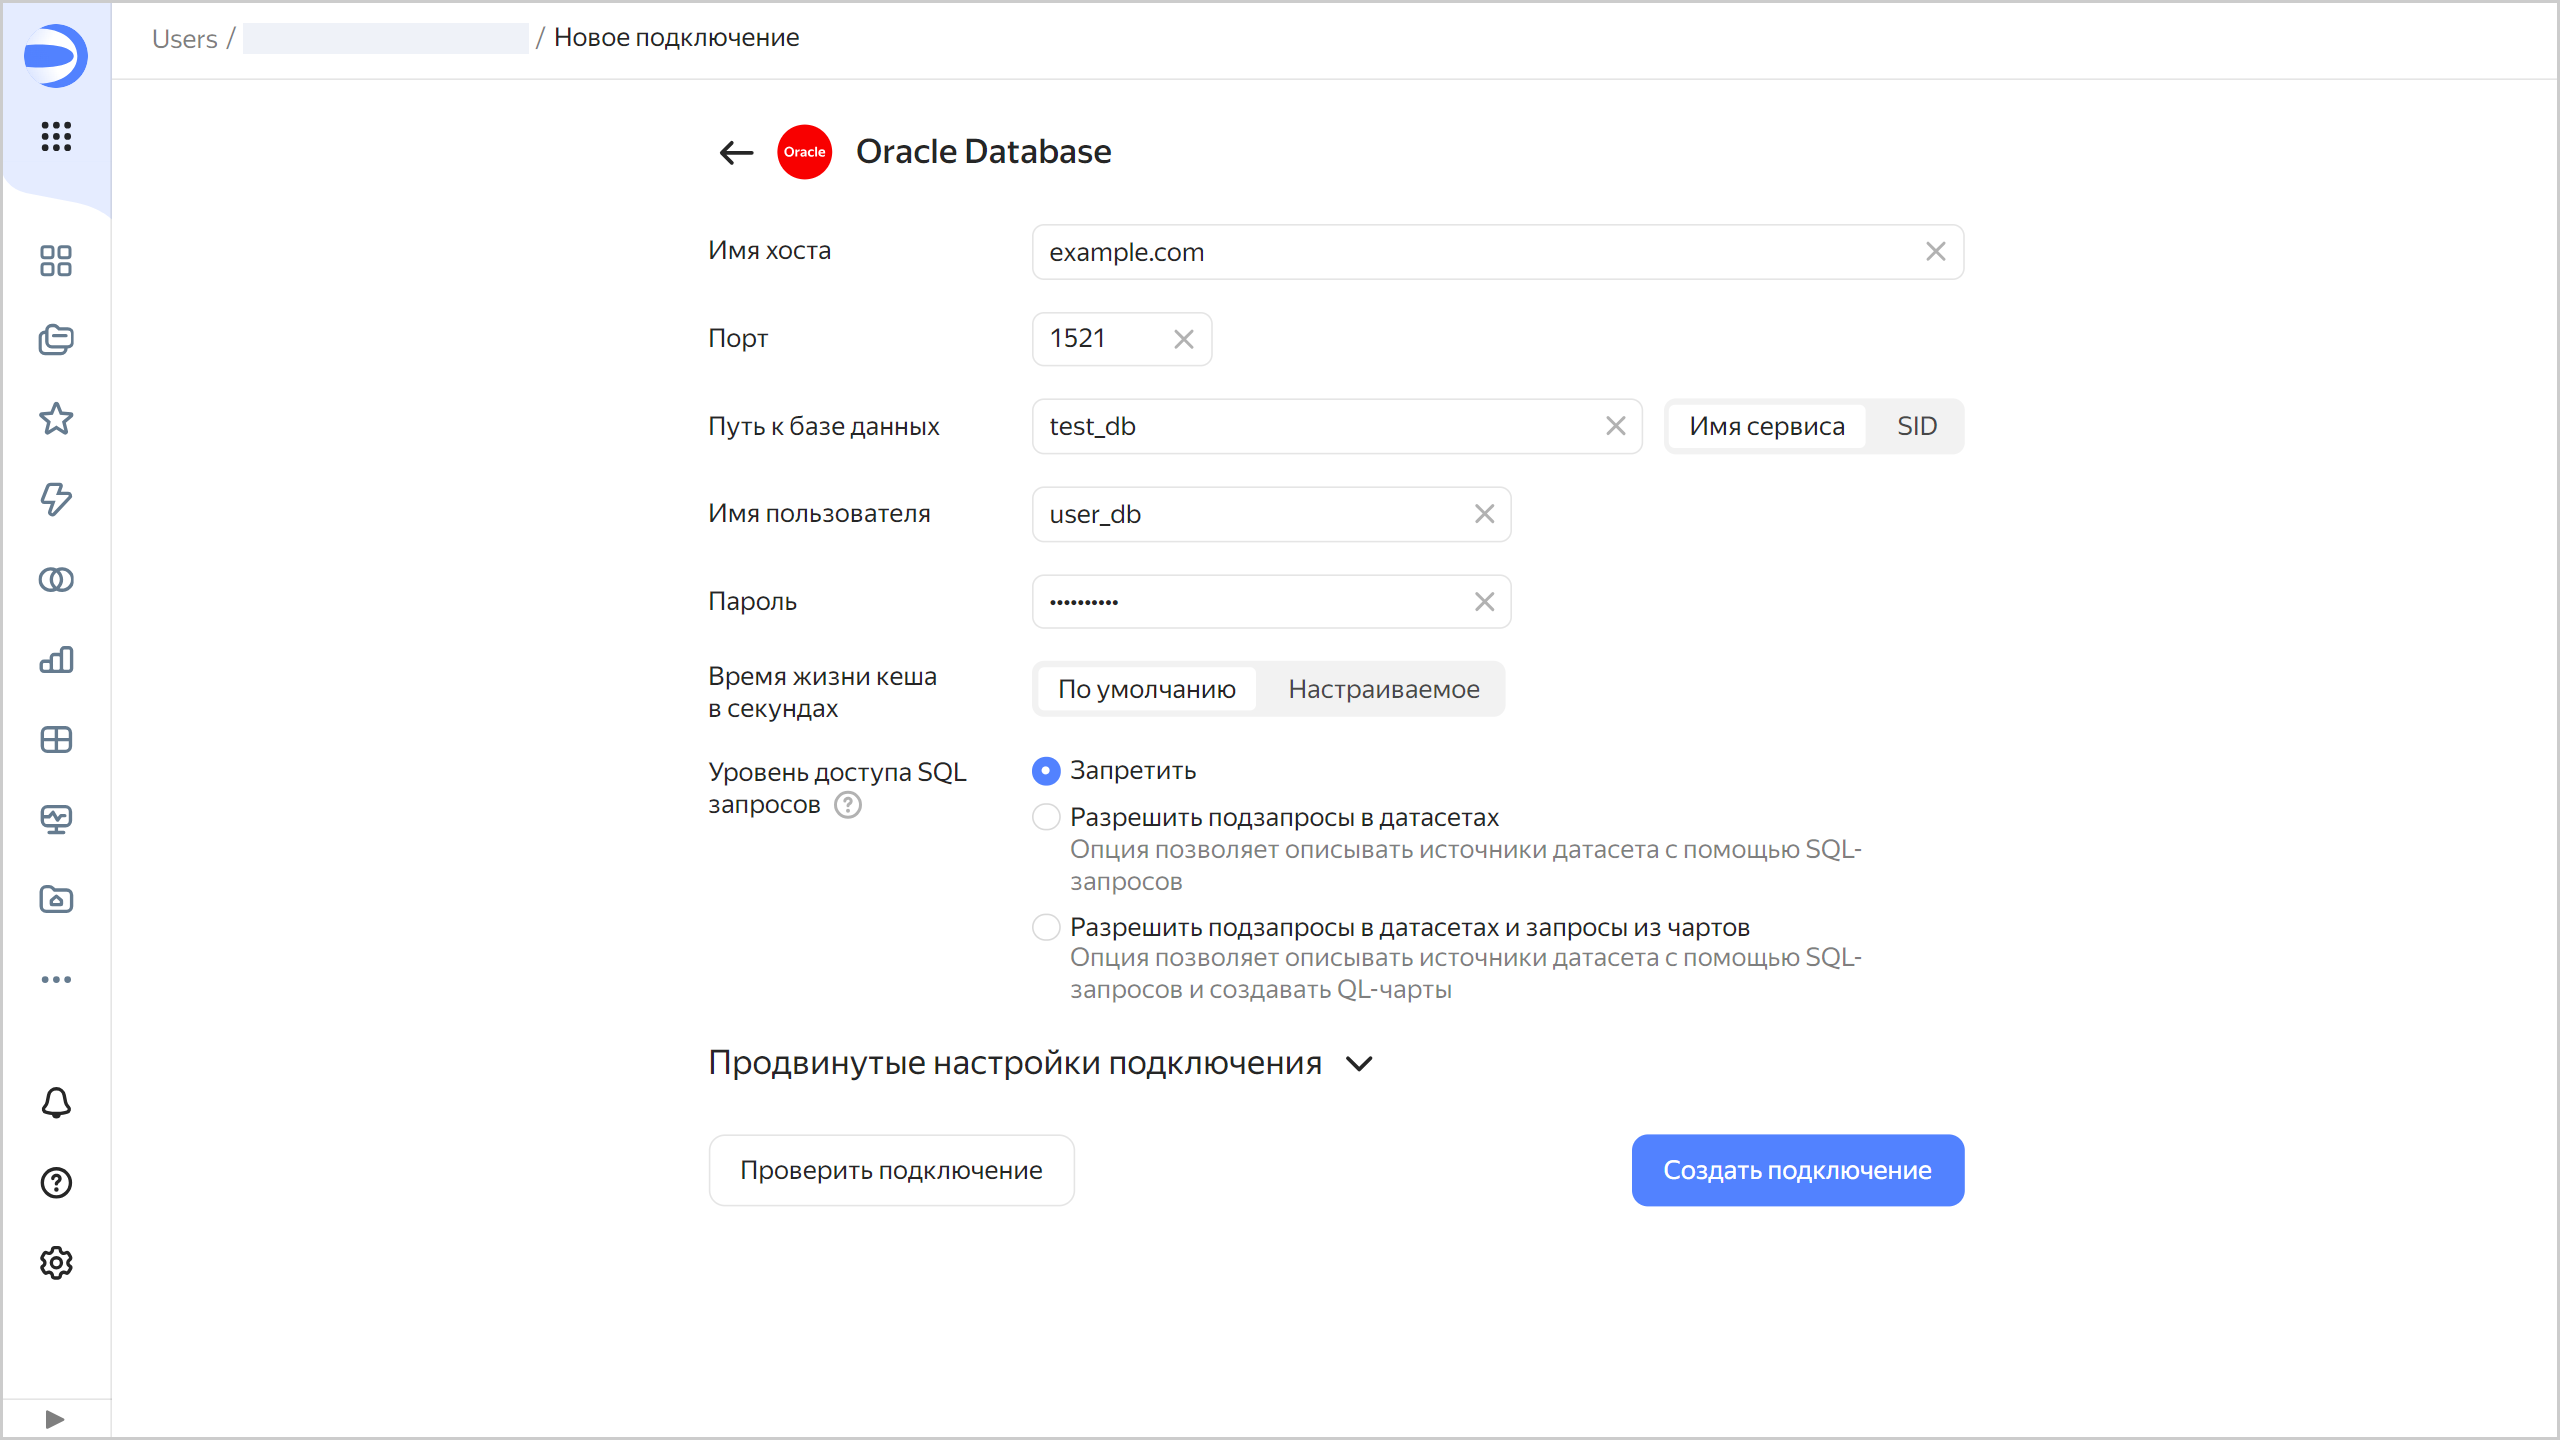 Users / / Новое подключение
Oracle Oracle Database
Имя хоста example.com
Порт 1521
Путь к базе данных test_db Имя сервиса SID
Имя пользователя user_db
Пароль ••••••••••
Время жизни кеша
в секундах
По умолчанию Настраиваемое
Уровень доступа SQL
запросов ?
Запретить
Разрешить подзапросы в датасетах
Опция позволяет описывать источники датасета с помощью SQL-
запросов
Разрешить подзапросы в датасетах и запросы из чартов
Опция позволяет описывать источники датасета с помощью SQL-
запросов и создавать QL-чарты
Продвинутые настройки подключения
Проверить подключение Создать подключение